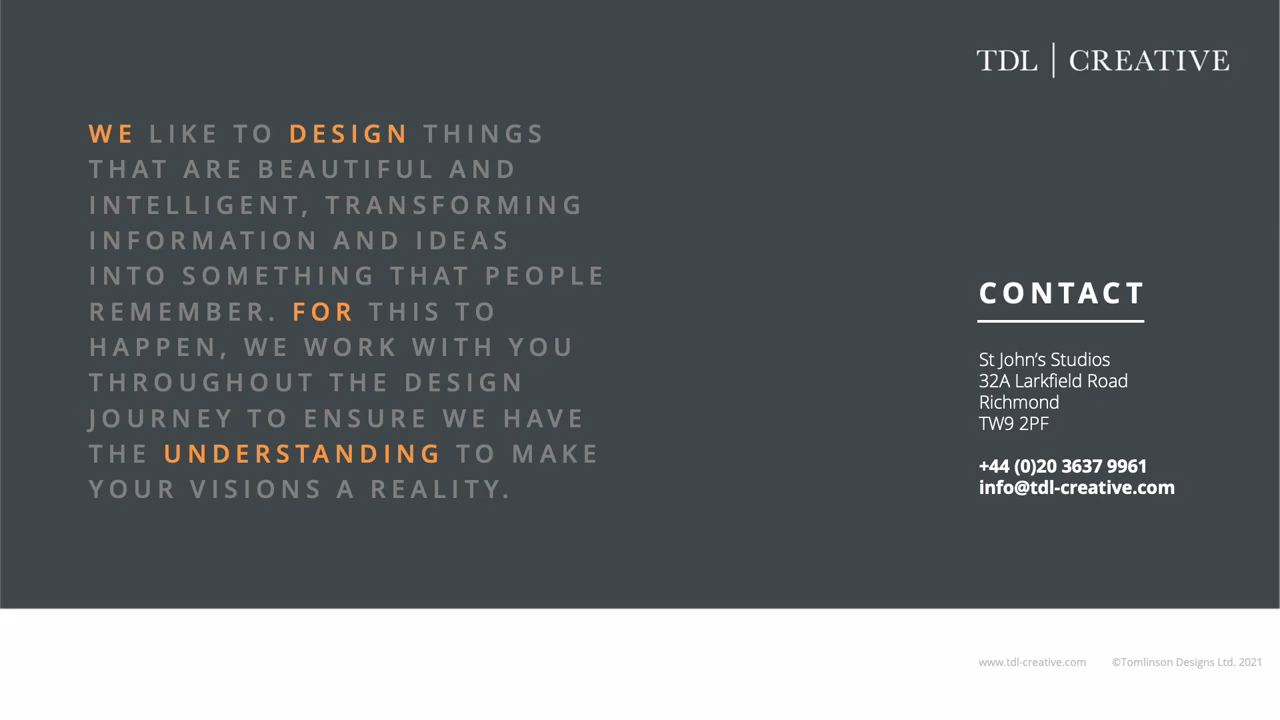 TDL | CREATIVE
WE LIKE TO DESIGN THINGS
THAT ARE BEAUTIFUL AND
INTELLIGENT, TRANSFORMING
INFORMATION AND IDEAS
INTO SOMETHING THAT PEOPLE
REMEMBER. FOR THIS TO
HAPPEN, WE WORK WITH YOU
THROUGHOUT THE DESIGN
JOURNEY TO ENSURE WE HAVE
THE UNDERSTANDING TO MAKE
YOUR VISIONS A REALITY.
CONTACT
St John’s Studios
32A Larkfield Road
Richmond
TW9 2PF
+44 (0)20 3637 9961
info@tdl-creative.com
www.tdl-creative.com ©Tomlinson Designs Ltd. 2021